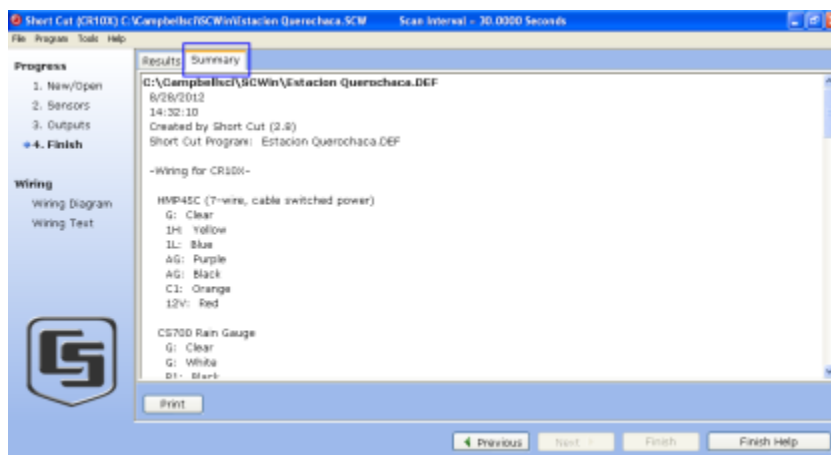 Short Cut (CR10X) C:\Campbellsci\SCWin\Estacion Querochaca.SCW Scan Interval = 30.0000 Seconds
File Program Tools Help
Progress
1. New/Open
2. Sensors
3. Outputs
4. Finish
Wiring
Wiring Diagram
Wiring Text
Results Summary
C:\Campbellsci\SCWin\Estacion Querochaca.DEF
8/28/2012
14:32:10
Created by Short Cut (2.8)
Short Cut Program: Estacion Querochaca.DEF
-Wiring for CR10X-
HMP45C (7-wire, cable switched power)
G: Clear
1H: Yellow
1L: Blue
AG: Purple
AG: Black
C1: Orange
12V: Red
CS700 Rain Gauge
G: Clear
G: White
P1: Black
Print
Previous Next > Finish Finish Help